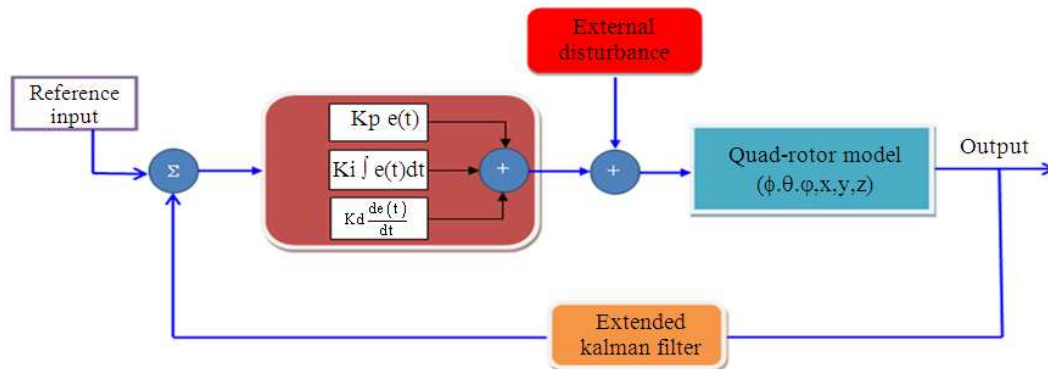 External
disturbance
Reference
input
Kp e(t)
Σ
Ki ∫ e(t)dt
+
+
Kd de(t)/dt
Quad-rotor model
(ϕ.θ.φ,x,y,z)
Output
Extended
kalman filter